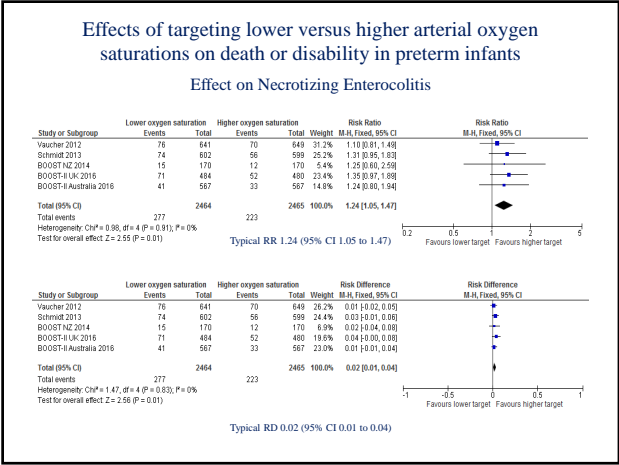 Effects of targeting lower versus higher arterial oxygen
saturations on death or disability in preterm infants
Effect on Necrotizing Enterocolitis
Lower oxygen saturation Higher oxygen saturation Risk Ratio Risk Ratio
Study or Subgroup Events Total Events Total Weight M-H, Fixed, 95% CI M-H, Fixed, 95% CI
Vaucher 2012 76 641 70 649 31.2% 1.10 [0.81, 1.49]
Schmidt 2013 74 602 56 599 25.2% 1.31 [0.95, 1.83]
BOOST NZ 2014 15 170 12 170 5.4% 1.25 [0.60, 2.59]
BOOST-II UK 2016 71 484 52 480 23.4% 1.35 [0.97, 1.89]
BOOST-II Australia 2016 41 567 33 567 14.8% 1.24 [0.80, 1.94]
Total (95% CI) 2464 2465 100.0% 1.24 [1.05, 1.47]
Total events 277 223
Heterogeneity: Chi² = 0.98, df = 4 (P = 0.91); I² = 0%
Test for overall effect: Z = 2.55 (P = 0.01)
Typical RR 1.24 (95% CI 1.05 to 1.47)
0.2 0.5 1 2 5
Favours lower target Favours higher target
Lower oxygen saturation Higher oxygen saturation Risk Difference Risk Difference
Study or Subgroup Events Total Events Total Weight M-H, Fixed, 95% CI M-H, Fixed, 95% CI
Vaucher 2012 76 641 70 649 26.2% 0.01 [-0.02, 0.05]
Schmidt 2013 74 602 56 599 24.4% 0.03 [-0.01, 0.06]
BOOST NZ 2014 15 170 12 170 6.9% 0.02 [-0.04, 0.08]
BOOST-II UK 2016 71 484 52 480 19.6% 0.04 [-0.00, 0.08]
BOOST-II Australia 2016 41 567 33 567 23.0% 0.01 [-0.01, 0.04]
Total (95% CI) 2464 2465 100.0% 0.02 [0.01, 0.04]
Total events 277 223
Heterogeneity: Chi² = 1.47, df = 4 (P = 0.83); I² = 0%
Test for overall effect: Z = 2.56 (P = 0.01)
-1 -0.5 0 0.5 1
Favours lower target Favours higher target
Typical RD 0.02 (95% CI 0.01 to 0.04)